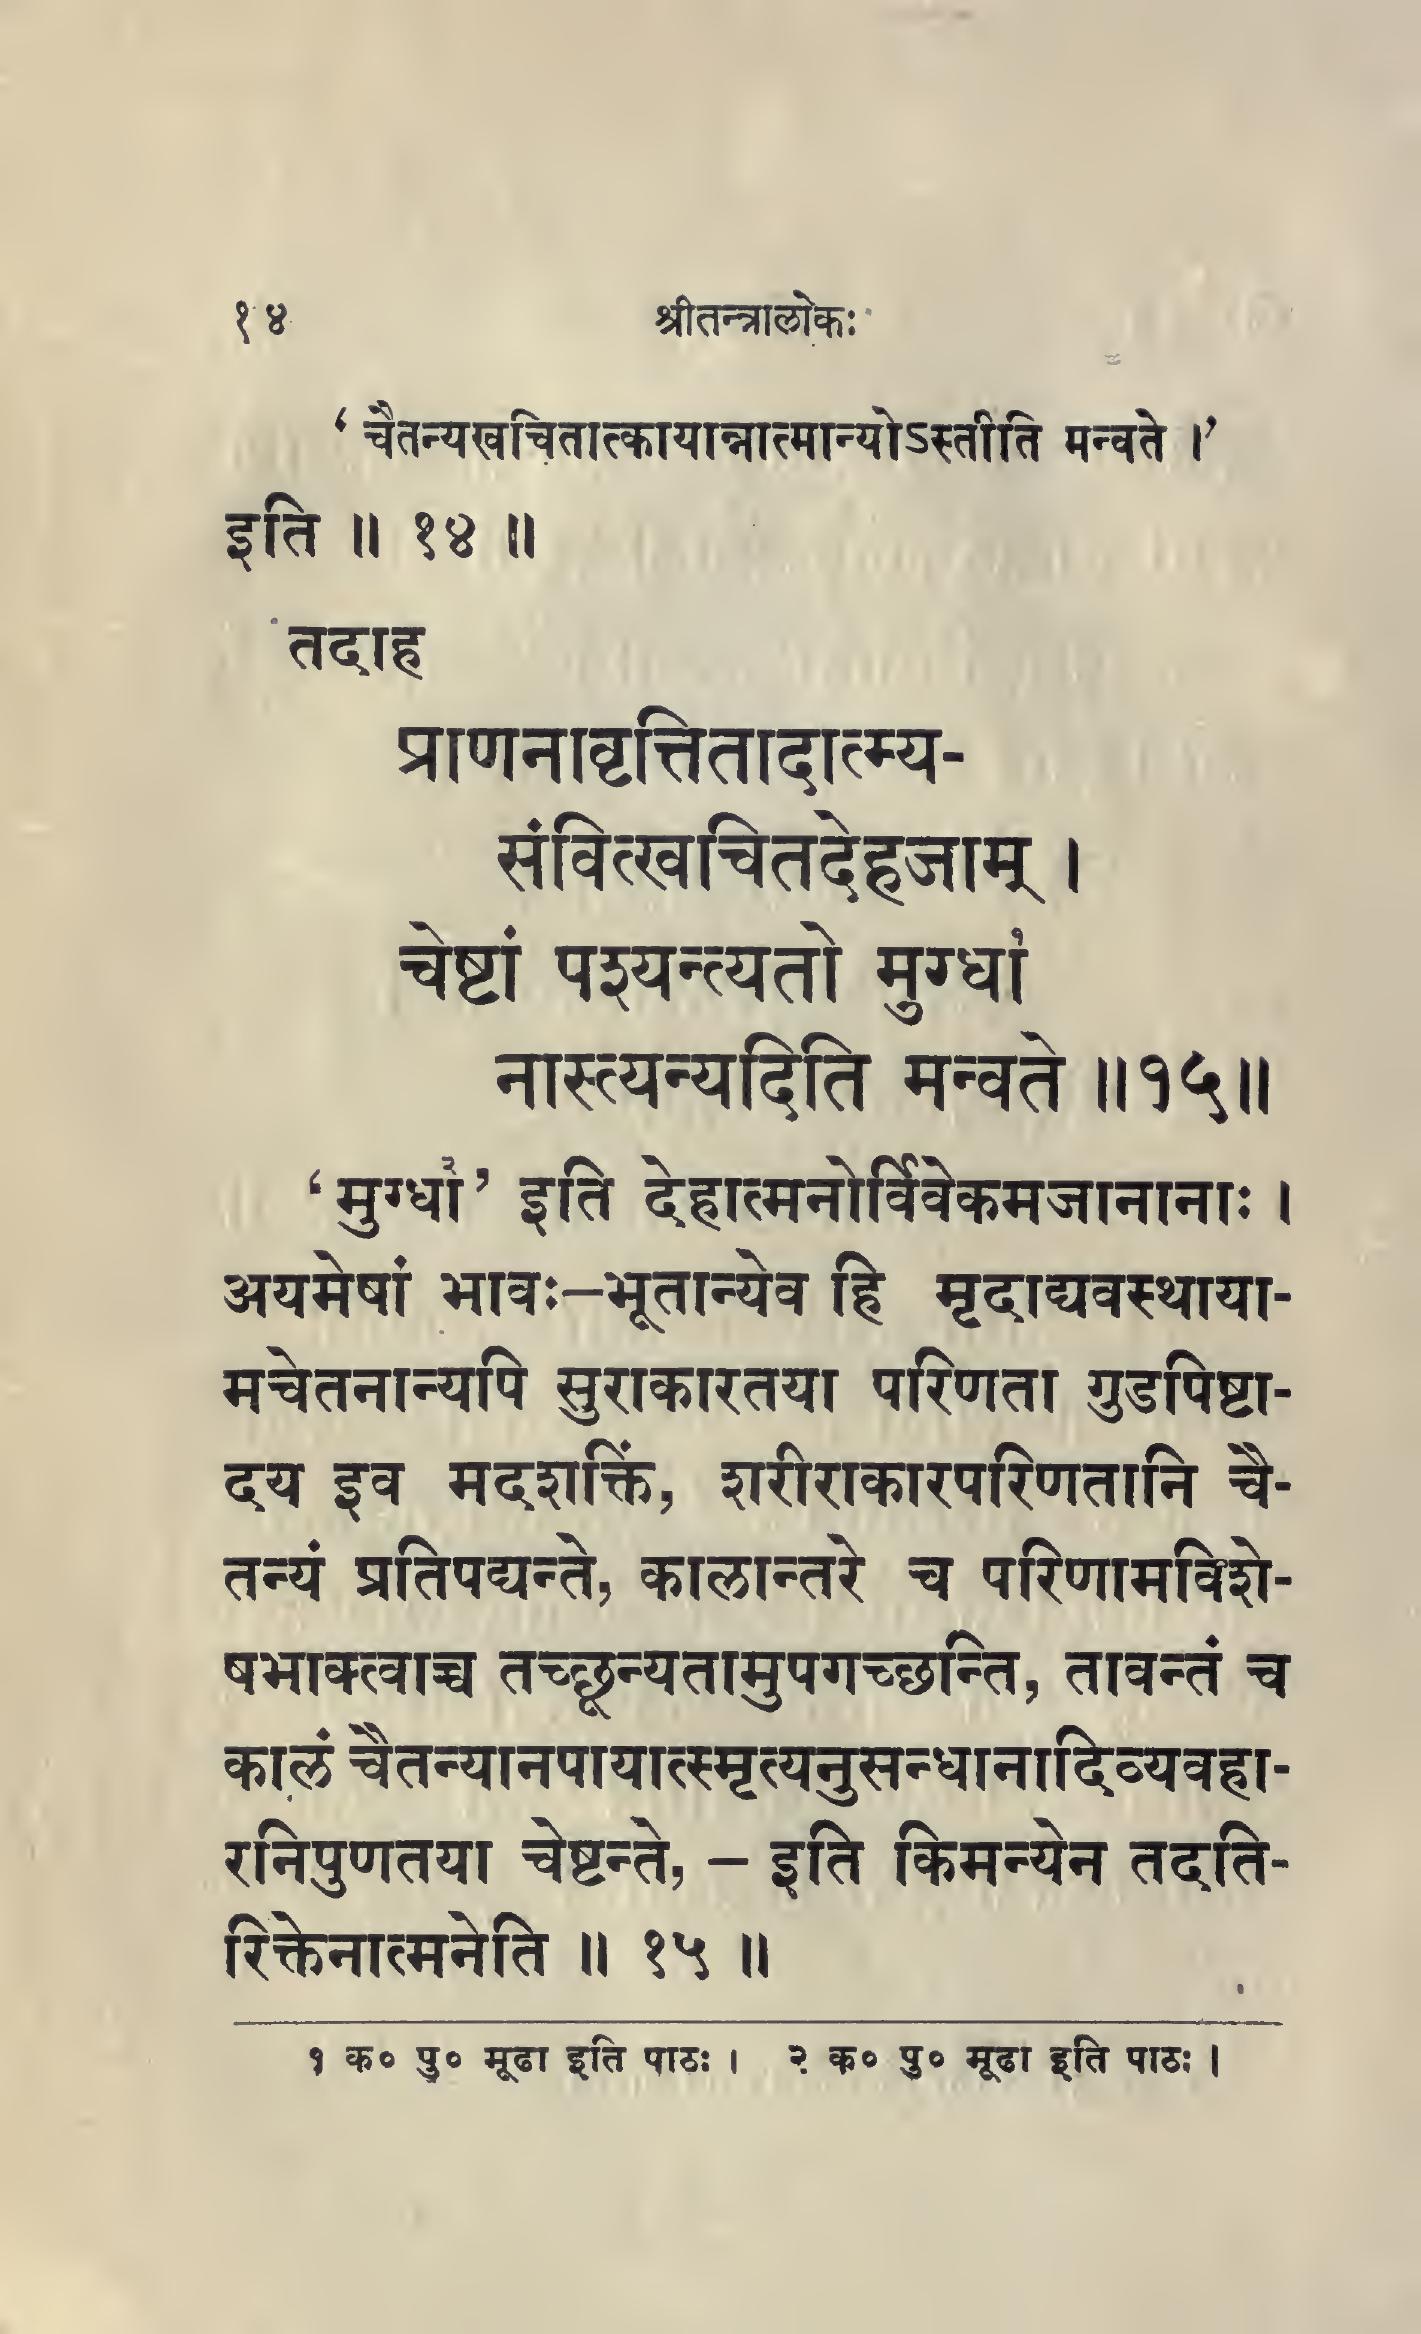 १४ श्रीतन्त्रालोकः
‘ चैतन्यखचितात्कायान्नात्मान्योऽस्तीति मन्वते ।’
इति ॥ १४ ॥
तदाह
प्राणनावृत्तितादात्म्य-
संवित्खचितदेहजाम् ।
चेष्टां पश्यन्त्यतो मुग्धा१
नास्त्यन्यदिति मन्वते ॥१५॥
‘मुग्धा२’ इति देहात्मनोर्विवेकमजानानाः ।
अयमेषां भावः—भूतान्येव हि मृदाद्यवस्थाया-
मचेतनान्यपि सुराकारतया परिणता गुडपिष्टा-
दय इव मदशक्तिं, शरीराकारपरिणतानि चै-
तन्यं प्रतिपद्यन्ते, कालान्तरे च परिणामविशे-
षभाक्त्वाच्च तच्छून्यतामुपगच्छन्ति, तावन्तं च
कालं चैतन्यानपायात्स्मृत्यनुसन्धानादिव्यवहा-
रनिपुणतया चेष्टन्ते, — इति किमन्येन तदति-
रिक्तेनात्मनेति ॥ १५ ॥
१ क० पु० मूढा इति पाठः । २ क० पु० मूढा इति पाठः ।